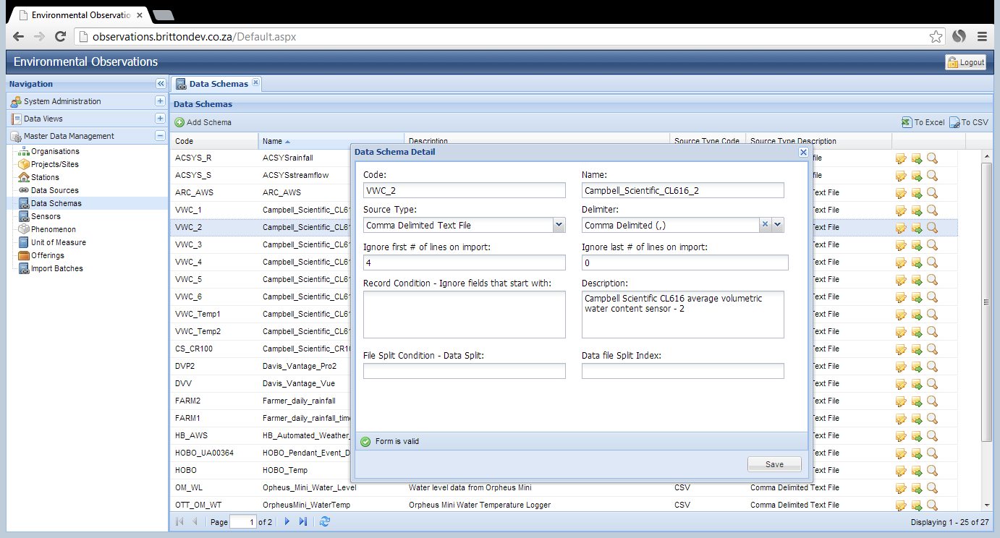 Environmental Observatio
observations.brittondev.co.za/Default.aspx
Environmental Observations
Logout
Navigation
Data Schemas
System Administration
Data Views
Master Data Management
Organisations
Projects/Sites
Stations
Data Sources
Data Schemas
Sensors
Phenomenon
Unit of Measure
Offerings
Import Batches
Data Schemas
Add Schema
To Excel
To CSV
Code Name Description Source Type Code Source Type Description
ACSYS_R ACSYSrainfall file
ACSYS_S ACSYSstreamflow file
ARC_AWS ARC_AWS Text File
VWC_1 Campbell_Scientific_CL61 Text File
VWC_2 Campbell_Scientific_CL61 Text File
VWC_3 Campbell_Scientific_CL61 Text File
VWC_4 Campbell_Scientific_CL61 Text File
VWC_5 Campbell_Scientific_CL61 Text File
VWC_6 Campbell_Scientific_CL61 Text File
VWC_Temp1 Campbell_Scientific_CL61 Text File
VWC_Temp2 Campbell_Scientific_CL61 Text File
CS_CR100 Campbell_Scientific_CR10 Text File
DVP2 Davis_Vantage_Pro2 Text File
DVV Davis_Vantage_Vue Text File
FARM2 Farmer_daily_rainfall Text File
FARM1 Farmer_daily_rainfall_time Text File
HB_AWS HB_Automated_Weather_ Text File
HOBO_UA00364 HOBO_Pendant_Event_D Text File
HOBO HOBO_Temp Text File
OM_WL Opheus_Mini_Water_Level Water level data from Orpheus Mini CSV Comma Delimited Text File
OTT_OM_WT OrpheusMini_WaterTemp Orpheus Mini Water Temperature Logger CSV Comma Delimited Text File
Data Schema Detail
Code: Name:
VWC_2 Campbell_Scientific_CL616_2
Source Type: Delimiter:
Comma Delimited Text File Comma Delimited (,)
Ignore first # of lines on import: Ignore last # of lines on import:
4 0
Record Condition - Ignore fields that start with: Description:
Campbell Scientific CL616 average volumetric
water content sensor - 2
File Split Condition - Data Split: Data file Split Index:
Form is valid
Save
Page 1 of 2
Displaying 1 - 25 of 27